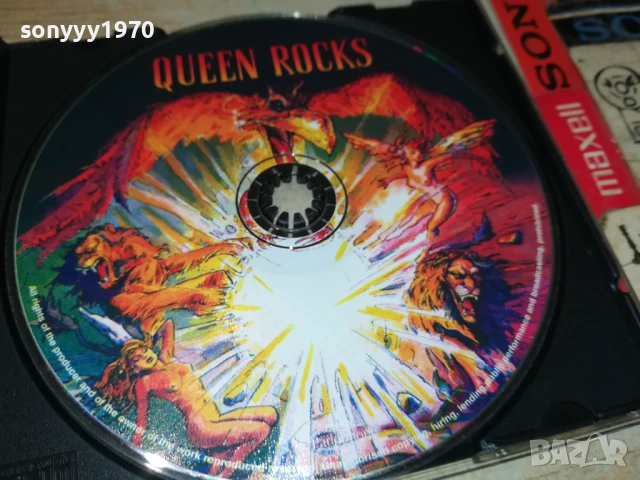 sonyyy1970
QUEEN ROCKS
SON
maxell
All rights of the producer and of the owner of the work reproduced
hiring, lending, public performance and broadcasting prohibited.
BAZAR